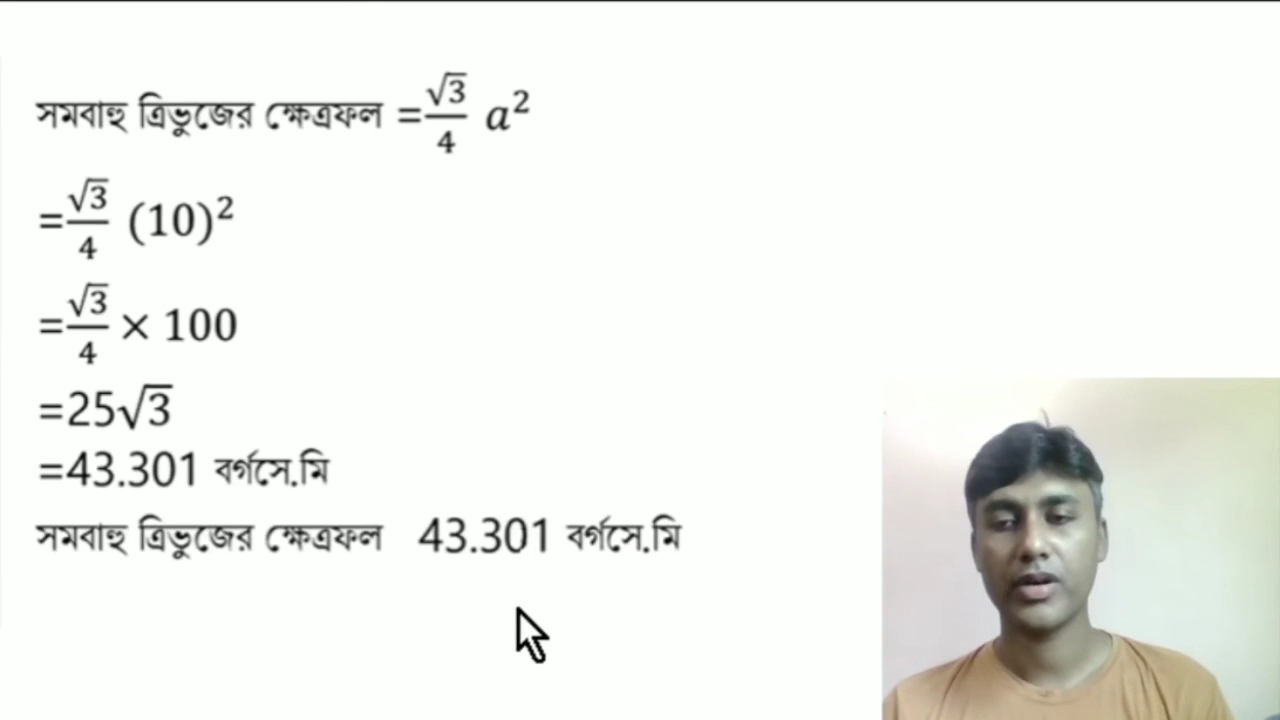 সমবাহু ত্রিভুজের ক্ষেত্রফল =√3/4 a²
=√3/4 (10)²
=√3/4 × 100
=25√3
=43.301 বর্গসে.মি
সমবাহু ত্রিভুজের ক্ষেত্রফল 43.301 বর্গসে.মি